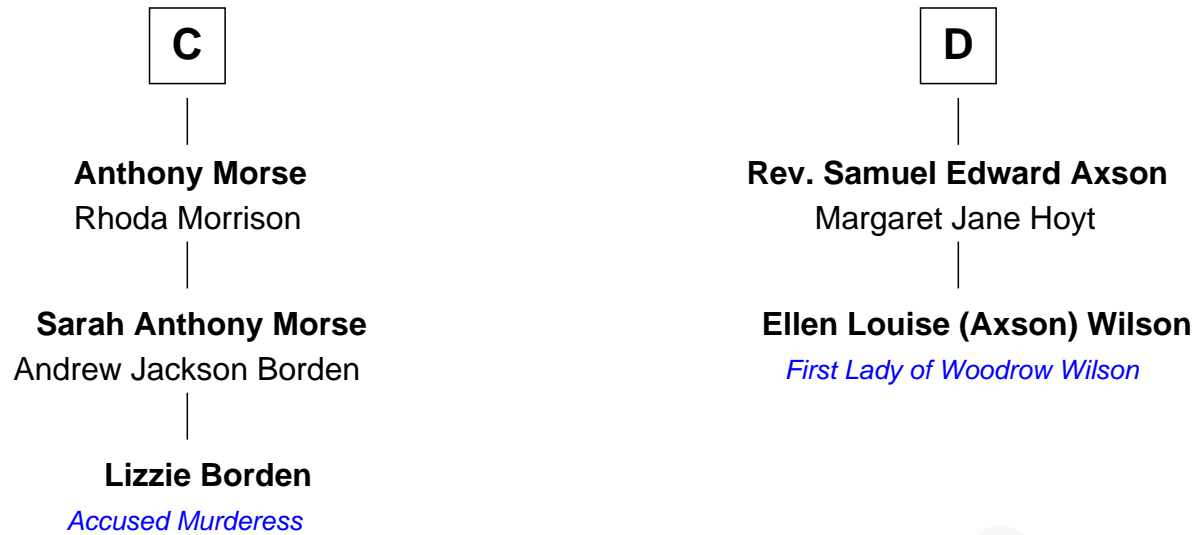 C
Anthony Morse
Rhoda Morrison
Sarah Anthony Morse
Andrew Jackson Borden
Lizzie Borden
Accused Murderess
D
Rev. Samuel Edward Axson
Margaret Jane Hoyt
Ellen Louise (Axson) Wilson
First Lady of Woodrow Wilson